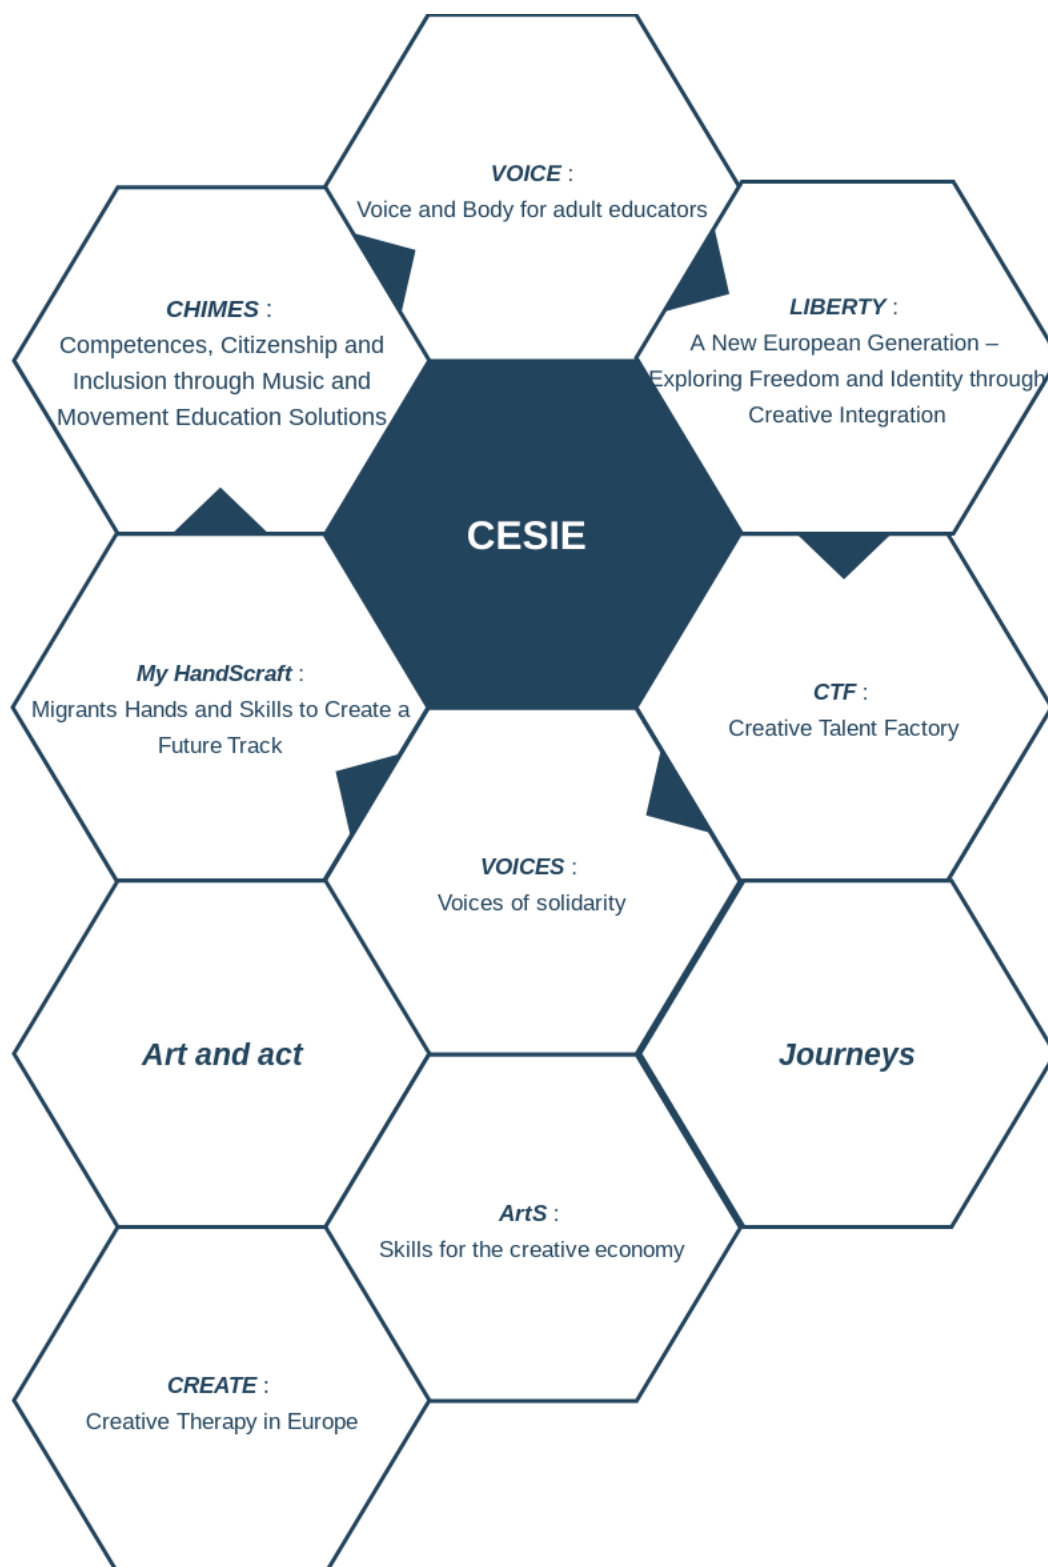 VOICE :
Voice and Body for adult educators
CHIMES :
Competences, Citizenship and
Inclusion through Music and
Movement Education Solutions
LIBERTY :
A New European Generation –
Exploring Freedom and Identity through
Creative Integration
CESIE
My HandScraft :
Migrants Hands and Skills to Create a
Future Track
CTF :
Creative Talent Factory
VOICES :
Voices of solidarity
Art and act
Journeys
ArtS :
Skills for the creative economy
CREATE :
Creative Therapy in Europe